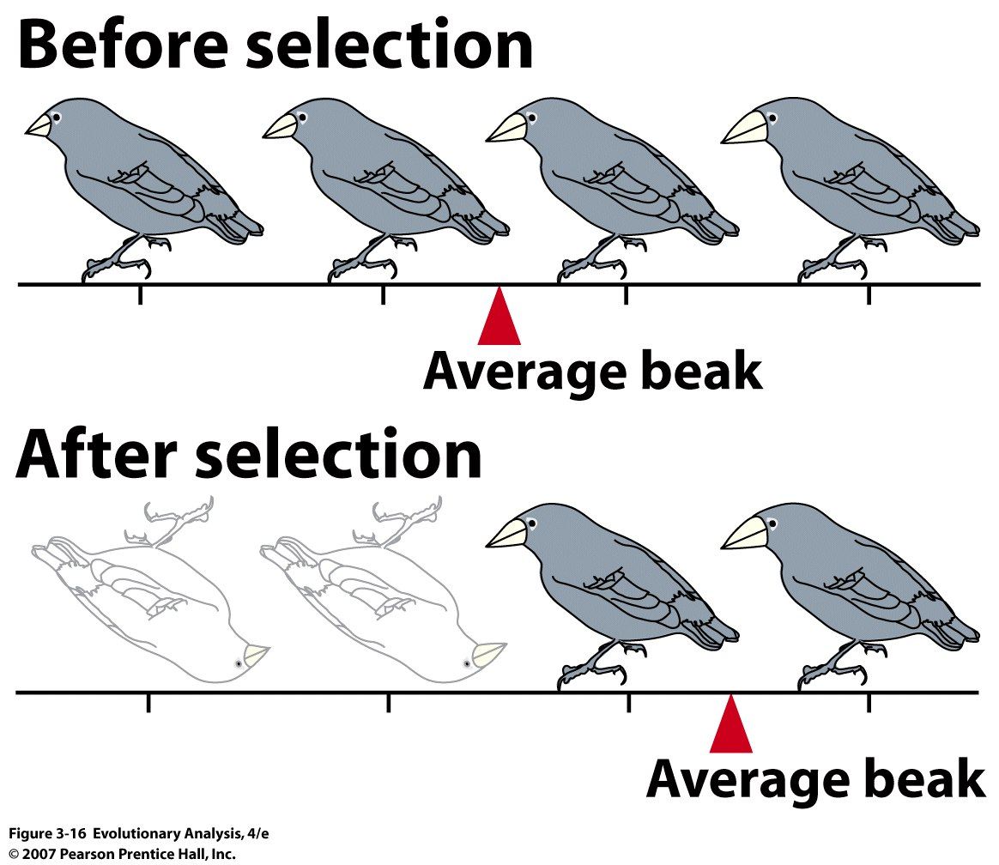 Before selection
Average beak
After selection
Average beak
Figure 3-16 Evolutionary Analysis, 4/e
© 2007 Pearson Prentice Hall, Inc.